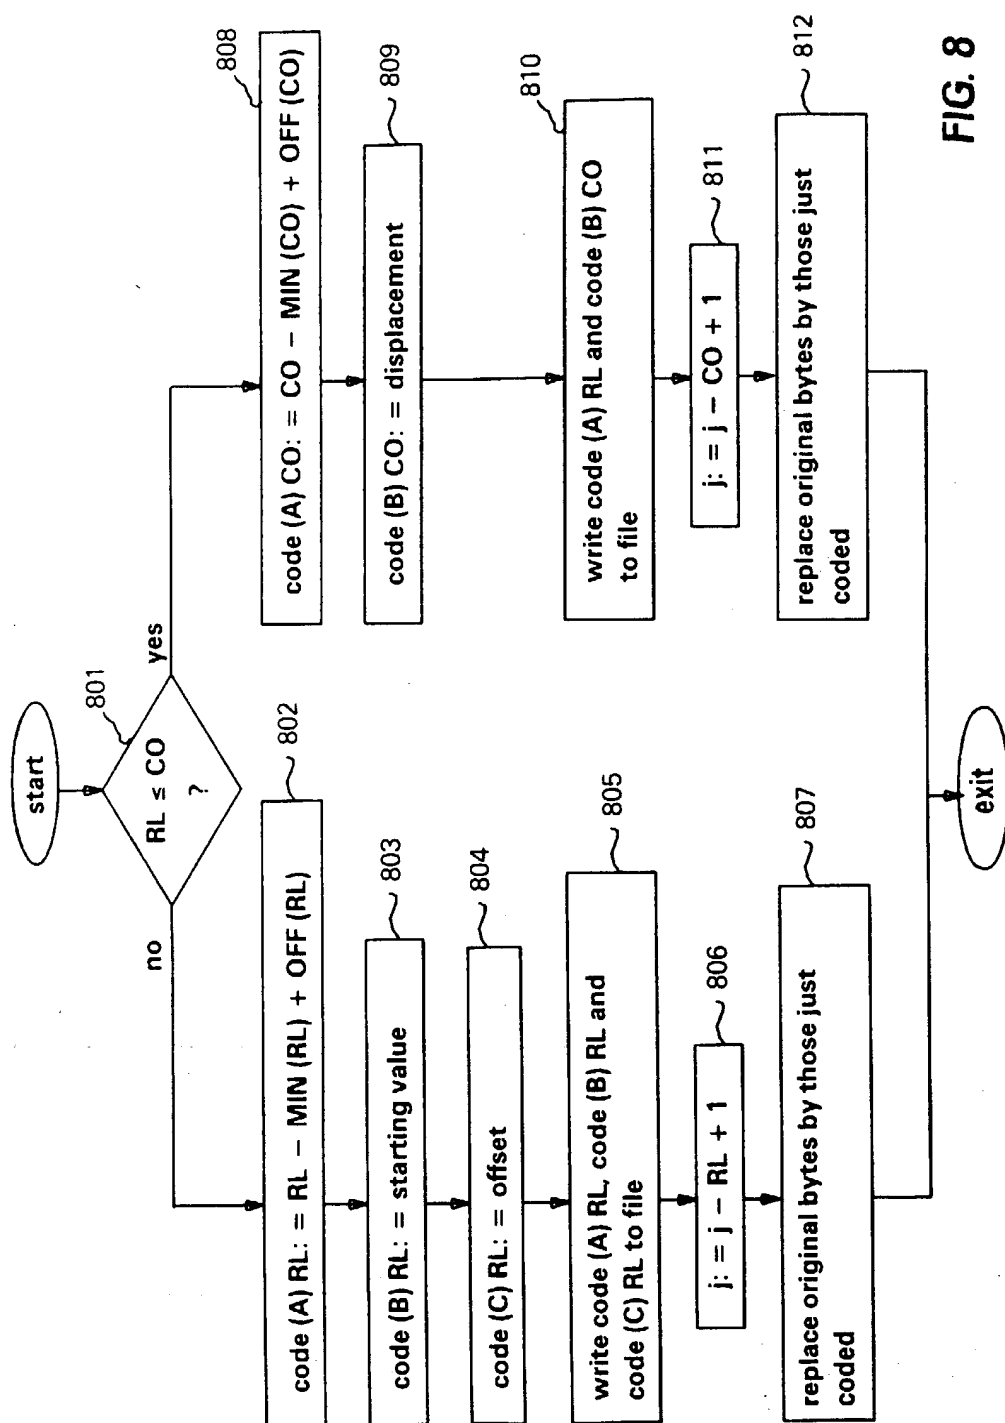 start
801
RL ≤ CO
?
no
yes
code (A) RL: = RL − MIN (RL) + OFF (RL)
802
code (B) RL: = starting value
803
code (C) RL: = offset
804
write code (A) RL, code (B) RL and
code (C) RL to file
805
j: = j − RL + 1
806
replace original bytes by those just
coded
807
code (A) CO: = CO − MIN (CO) + OFF (CO)
808
code (B) CO: = displacement
809
write code (A) RL and code (B) CO
to file
810
j: = j − CO + 1
811
replace original bytes by those just
coded
812
exit
FIG. 8